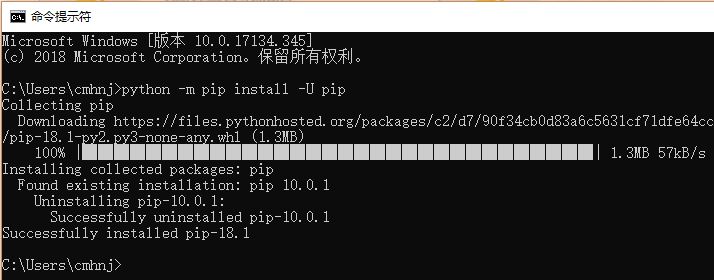 命令提示符
Microsoft Windows [版本 10.0.17134.345]
(c) 2018 Microsoft Corporation。保留所有权利。
C:\Users\cmhnj>python -m pip install -U pip
Collecting pip
Downloading https://files.pythonhosted.org/packages/c2/d7/90f34cb0d83a6c5631cf71dfe64cc
/pip-18.1-py2.py3-none-any.whl (1.3MB)
100% |████████████████████████████████| 1.3MB 57kB/s
Installing collected packages: pip
Found existing installation: pip 10.0.1
Uninstalling pip-10.0.1:
Successfully uninstalled pip-10.0.1
Successfully installed pip-18.1
C:\Users\cmhnj>